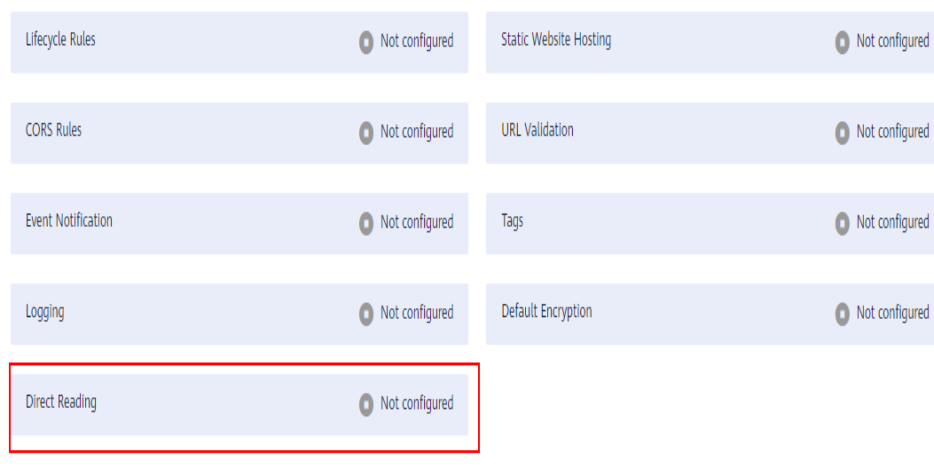 Lifecycle Rules Not configured Static Website Hosting Not configured
CORS Rules Not configured URL Validation Not configured
Event Notification Not configured Tags Not configured
Logging Not configured Default Encryption Not configured
Direct Reading Not configured